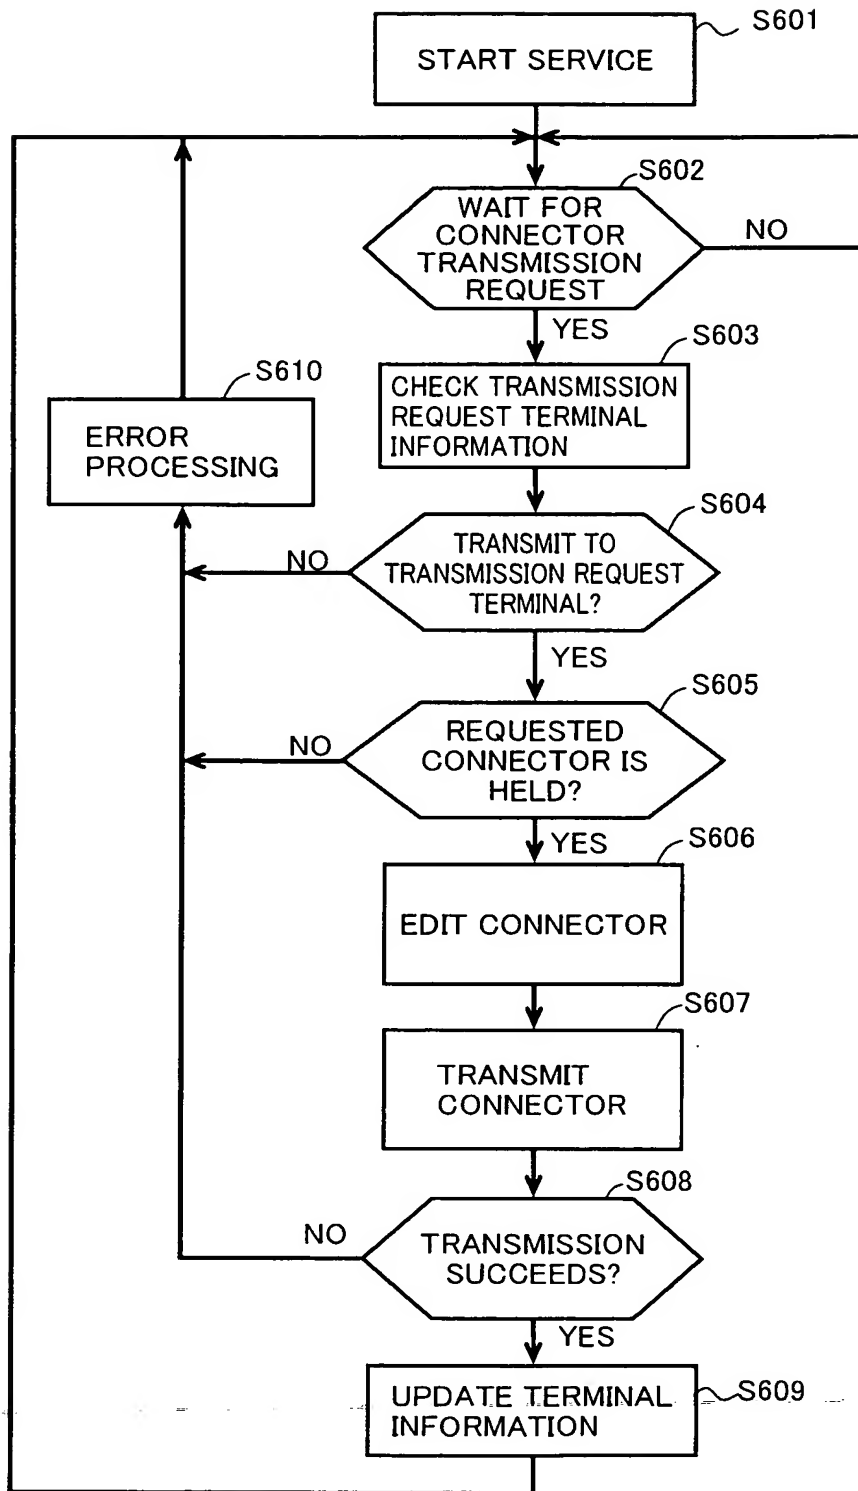 S601
START SERVICE
S602
WAIT FOR
CONNECTOR
TRANSMISSION
REQUEST
NO
YES
S603
CHECK TRANSMISSION
REQUEST TERMINAL
INFORMATION
S610
ERROR
PROCESSING
S604
TRANSMIT TO
TRANSMISSION REQUEST
TERMINAL?
NO
YES
S605
REQUESTED
CONNECTOR IS
HELD?
NO
YES
S606
EDIT CONNECTOR
S607
TRANSMIT
CONNECTOR
S608
TRANSMISSION
SUCCEEDS?
NO
YES
S609
UPDATE TERMINAL
INFORMATION